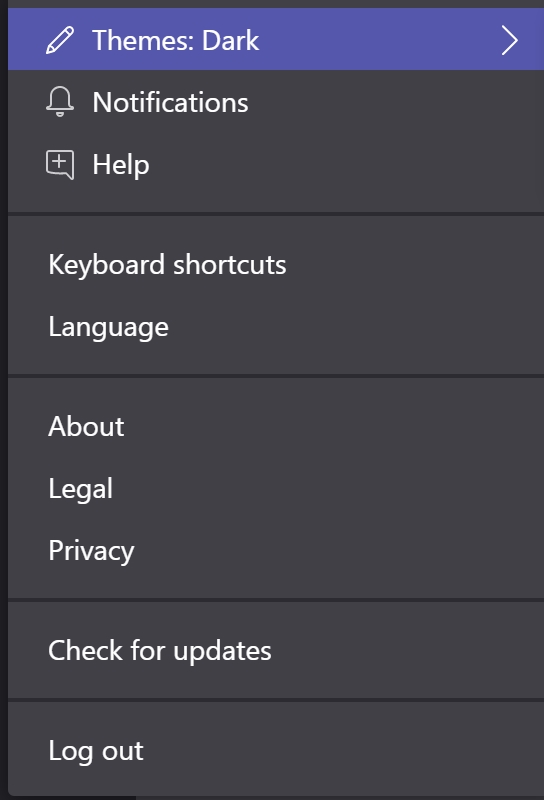 Themes: Dark
Notifications
Help
Keyboard shortcuts
Language
About
Legal
Privacy
Check for updates
Log out